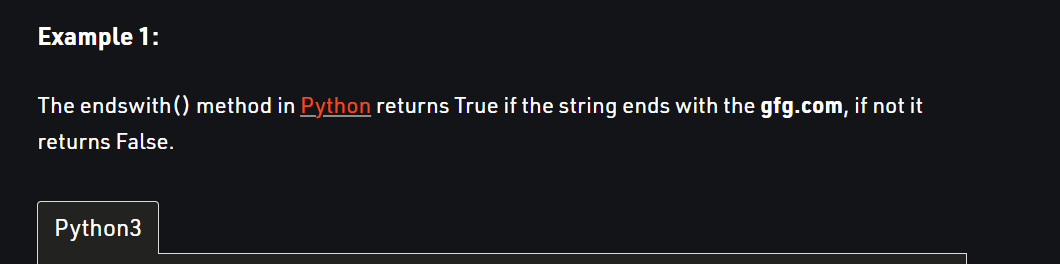 Example 1:
The endswith() method in Python returns True if the string ends with the gfg.com, if not it
returns False.
Python3